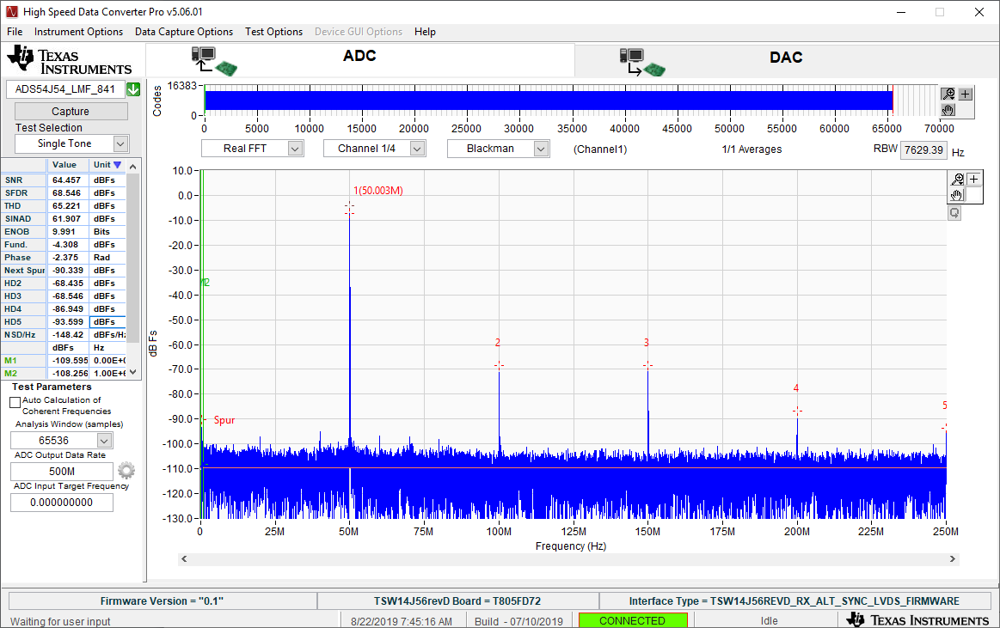 High Speed Data Converter Pro v5.06.01
File Instrument Options Data Capture Options Test Options Device GUI Options Help
TEXAS INSTRUMENTS
ADC
DAC
ADS54J54_LMF_841
Capture
Test Selection
Single Tone
Value Unit
SNR 64.457 dBFs
SFDR 68.546 dBFs
THD 65.221 dBFs
SINAD 61.907 dBFs
ENOB 9.991 Bits
Fund. -4.308 dBFs
Phase -2.375 Rad
Next Spur -90.339 dBFs
HD2 -68.435 dBFs
HD3 -68.546 dBFs
HD4 -86.949 dBFs
HD5 -93.599 dBFs
NSD/Hz -148.42 dBFs/Hz
dBFs Hz
M1 -109.595 0.00E+0
M2 -108.256 1.00E+6
Test Parameters
Auto Calculation of
Coherent Frequencies
Analysis Window (samples)
65536
ADC Output Data Rate
500M
ADC Input Target Frequency
0.000000000
Codes
16383
0
0 5000 10000 15000 20000 25000 30000 35000 40000 45000 50000 55000 60000 65000 70000
Real FFT Channel 1/4 Blackman (Channel1) 1/1 Averages RBW 7629.39 Hz
dB Fs
10.0
0.0
-10.0
-20.0
-30.0
-40.0
-50.0
-60.0
-70.0
-80.0
-90.0
-100.0
-110.0
-120.0
-130.0
1(50.003M)
M2
2
3
4
5
Spur
0 25M 50M 75M 100M 125M 150M 175M 200M 225M 250M
Frequency (Hz)
Firmware Version = "0.1" TSW14J56revD Board = T805FD72 Interface Type = TSW14J56REVD_RX_ALT_SYNC_LVDS_FIRMWARE
Waiting for user input 8/22/2019 7:45:16 AM Build - 07/10/2019 CONNECTED Idle TEXAS INSTRUMENTS